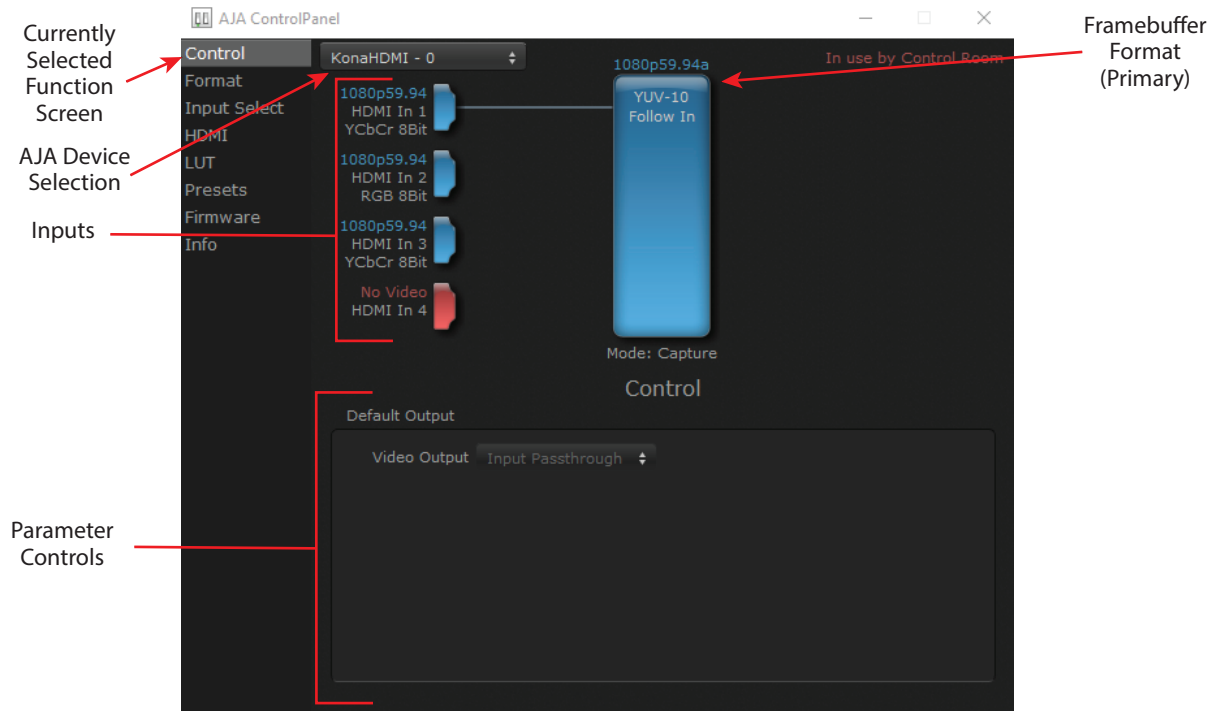 AJA ControlPanel
Currently
Selected
Function
Screen
AJA Device
Selection
Inputs
Parameter
Controls
Framebuffer
Format
(Primary)
Control
Format
Input Select
HDMI
LUT
Presets
Firmware
Info
KonaHDMI - 0
In use by Control Room
1080p59.94
HDMI In 1
YCbCr 8Bit
1080p59.94
HDMI In 2
RGB 8Bit
1080p59.94
HDMI In 3
YCbCr 8Bit
No Video
HDMI In 4
1080p59.94a
YUV-10
Follow In
Mode: Capture
Control
Default Output
Video Output Input Passthrough